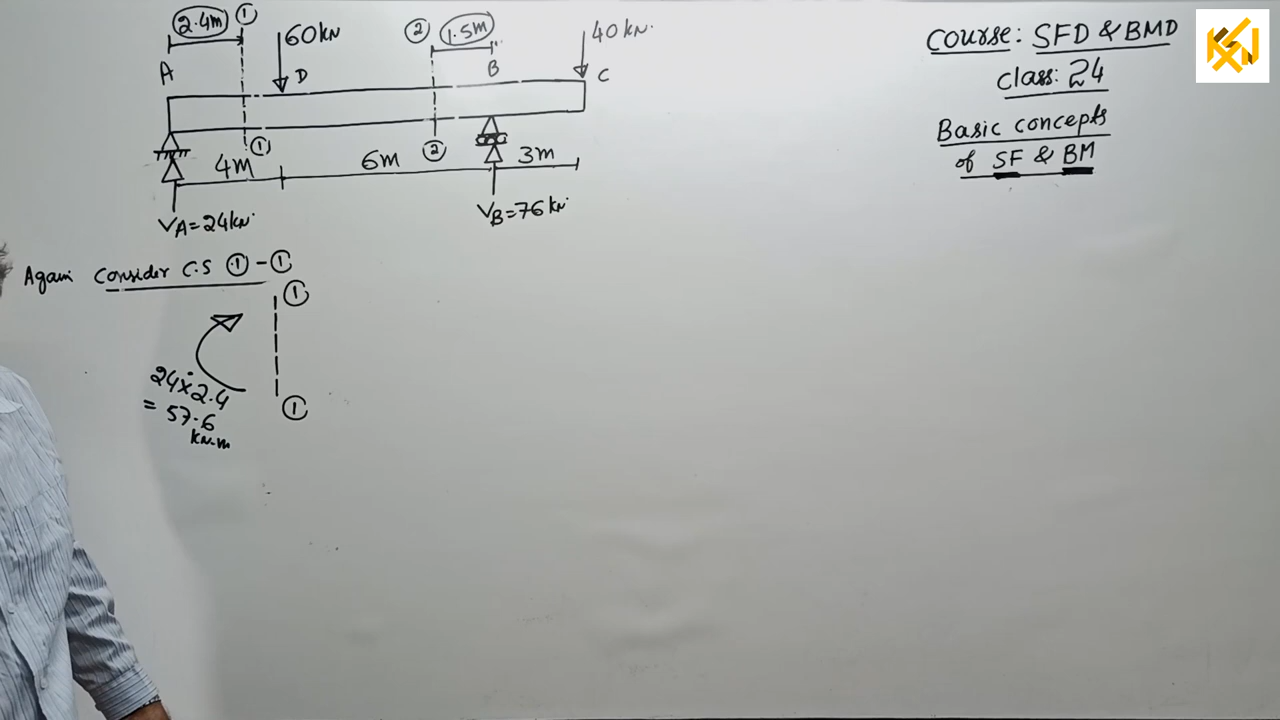 2.4m
①
60kN
②
1.5m
40kN.
A
D
B
C
①
②
4m
6m
3m
VA=24kN.
VB=76kN.
Again Consider C.S ①-①
①
24×2.4
= 57.6
kN.m
①
Course: SFD & BMD
Class: 24
Basic concepts
of SF & BM